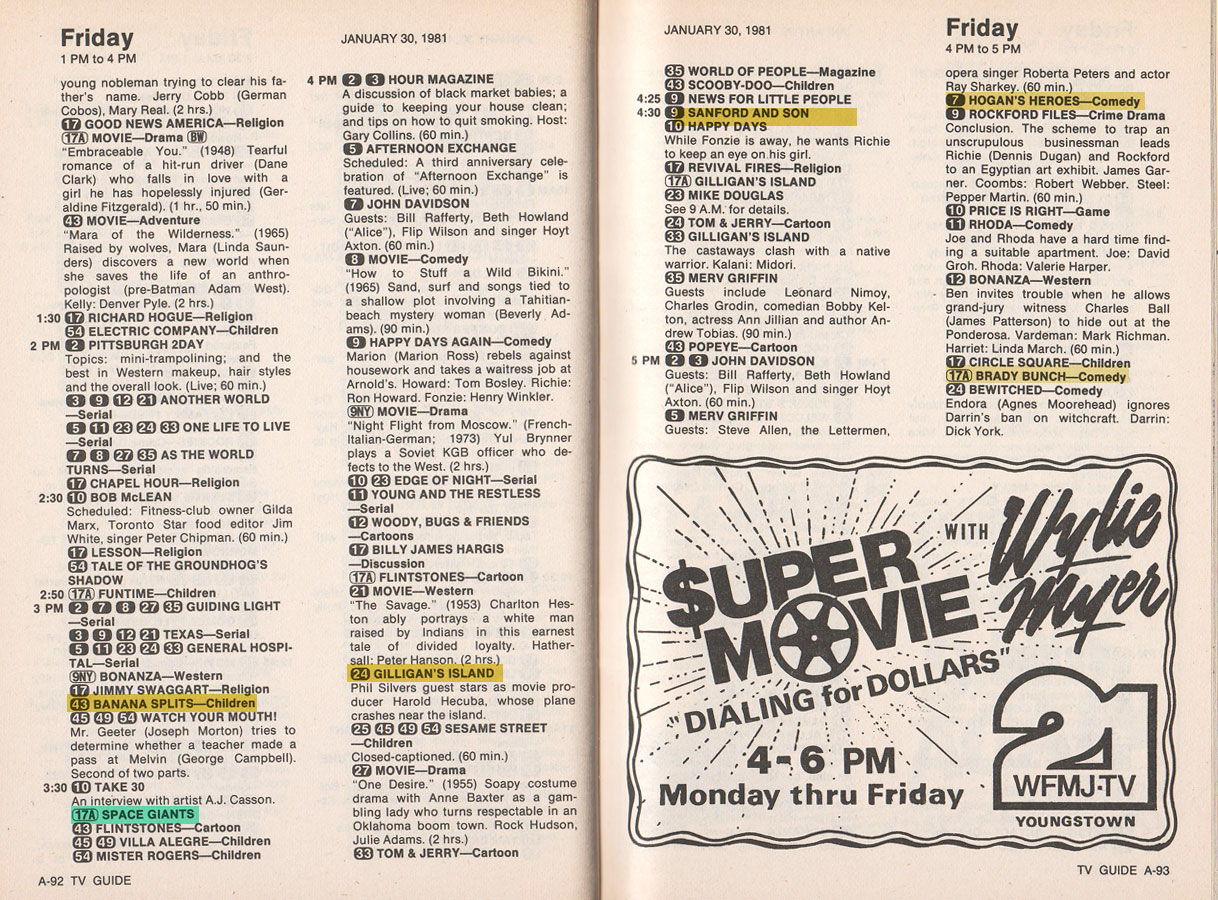 Friday
1 PM to 4 PM
young nobleman trying to clear his fa-
ther's name. Jerry Cobb (German
Cobos), Mary Real. (2 hrs.)
17 GOOD NEWS AMERICA—Religion
17A MOVIE—Drama BW
"Embraceable You." (1948) Tearful
romance of a hit-run driver (Dane
Clark) who falls in love with a
girl he has hopelessly injured (Ger-
aldine Fitzgerald). (1 hr., 50 min.)
43 MOVIE—Adventure
"Mara of the Wilderness." (1965)
Raised by wolves, Mara (Linda Saun-
ders) discovers a new world when
she saves the life of an anthro-
pologist (pre-Batman Adam West).
Kelly: Denver Pyle. (2 hrs.)
1:30 17 RICHARD HOGUE—Religion
54 ELECTRIC COMPANY—Children
2 PM 2 PITTSBURGH 2DAY
Topics: mini-trampolining; and the
best in Western makeup, hair styles
and the overall look. (Live; 60 min.)
3 9 12 21 ANOTHER WORLD
—Serial
5 11 23 24 33 ONE LIFE TO LIVE
—Serial
7 8 27 35 AS THE WORLD
TURNS—Serial
17 CHAPEL HOUR—Religion
2:30 10 BOB McLEAN
Scheduled: Fitness-club owner Gilda
Marx, Toronto Star food editor Jim
White, singer Peter Chipman. (60 min.)
17 LESSON—Religion
54 TALE OF THE GROUNDHOG'S
SHADOW
2:50 17A FUNTIME—Children
3 PM 2 7 8 27 35 GUIDING LIGHT
—Serial
3 9 12 21 TEXAS—Serial
5 11 23 24 33 GENERAL HOSPI-
TAL—Serial
9NY BONANZA—Western
17 JIMMY SWAGGART—Religion
43 BANANA SPLITS—Children
45 49 54 WATCH YOUR MOUTH!
Mr. Geeter (Joseph Morton) tries to
determine whether a teacher made a
pass at Melvin (George Campbell).
Second of two parts.
3:30 10 TAKE 30
An interview with artist A.J. Casson.
17A SPACE GIANTS
43 FLINTSTONES—Cartoon
45 49 VILLA ALEGRE—Children
54 MISTER ROGERS—Children
A-92 TV GUIDE
JANUARY 30, 1981
4 PM 2 3 HOUR MAGAZINE
A discussion of black market babies; a
guide to keeping your house clean;
and tips on how to quit smoking. Host:
Gary Collins. (60 min.)
5 AFTERNOON EXCHANGE
Scheduled: A third anniversary cele-
bration of "Afternoon Exchange" is
featured. (Live; 60 min.)
7 JOHN DAVIDSON
Guests: Bill Rafferty, Beth Howland
("Alice"), Flip Wilson and singer Hoyt
Axton. (60 min.)
8 MOVIE—Comedy
"How to Stuff a Wild Bikini."
(1965) Sand, surf and songs tied to
a shallow plot involving a Tahitian-
beach mystery woman (Beverly Ad-
ams). (90 min.)
9 HAPPY DAYS AGAIN—Comedy
Marion (Marion Ross) rebels against
housework and takes a waitress job at
Arnold's. Howard: Tom Bosley. Richie:
Ron Howard. Fonzie: Henry Winkler.
9NY MOVIE—Drama
"Night Flight from Moscow." (French-
Italian-German; 1973) Yul Brynner
plays a Soviet KGB officer who de-
fects to the West. (2 hrs.)
10 23 EDGE OF NIGHT—Serial
11 YOUNG AND THE RESTLESS
—Serial
12 WOODY, BUGS & FRIENDS
—Cartoons
17 BILLY JAMES HARGIS
—Discussion
17A FLINTSTONES—Cartoon
21 MOVIE—Western
"The Savage." (1953) Charlton Hes-
ton ably portrays a white man
raised by Indians in this earnest
tale of divided loyalty. Hather-
sall: Peter Hanson. (2 hrs.)
24 GILLIGAN'S ISLAND
Phil Silvers guest stars as movie pro-
ducer Harold Hecuba, whose plane
crashes near the island.
25 45 49 54 SESAME STREET
—Children
Closed-captioned. (60 min.)
27 MOVIE—Drama
"One Desire." (1955) Soapy costume
drama with Anne Baxter as a gam-
bling lady who turns respectable in an
Oklahoma boom town. Rock Hudson,
Julie Adams. (2 hrs.)
33 TOM & JERRY—Cartoon
JANUARY 30, 1981
35 WORLD OF PEOPLE—Magazine
43 SCOOBY-DOO—Children
4:25 9 NEWS FOR LITTLE PEOPLE
4:30 9 SANFORD AND SON
10 HAPPY DAYS
While Fonzie is away, he wants Richie
to keep an eye on his girl.
17 REVIVAL FIRES—Religion
17A GILLIGAN'S ISLAND
23 MIKE DOUGLAS
See 9 A.M. for details.
24 TOM & JERRY—Cartoon
33 GILLIGAN'S ISLAND
The castaways clash with a native
warrior. Kalani: Midori.
35 MERV GRIFFIN
Guests include Leonard Nimoy,
Charles Grodin, comedian Bobby Kel-
ton, actress Ann Jillian and author An-
drew Tobias. (90 min.)
43 POPEYE—Cartoon
5 PM 2 3 JOHN DAVIDSON
Guests: Bill Rafferty, Beth Howland
("Alice"), Flip Wilson and singer Hoyt
Axton. (60 min.)
5 MERV GRIFFIN
Guests: Steve Allen, the Lettermen,
Friday
4 PM to 5 PM
opera singer Roberta Peters and actor
Ray Sharkey. (60 min.)
7 HOGAN'S HEROES—Comedy
9 ROCKFORD FILES—Crime Drama
Conclusion. The scheme to trap an
unscrupulous businessman leads
Richie (Dennis Dugan) and Rockford
to an Egyptian art exhibit. James Gar-
ner. Coombs: Robert Webber. Steel:
Pepper Martin. (60 min.)
10 PRICE IS RIGHT—Game
11 RHODA—Comedy
Joe and Rhoda have a hard time find-
ing a suitable apartment. Joe: David
Groh. Rhoda: Valerie Harper.
12 BONANZA—Western
Ben invites trouble when he allows
grand-jury witness Charles Ball
(James Patterson) to hide out at the
Ponderosa. Vardeman: Mark Richman.
Harriet: Linda March. (60 min.)
17 CIRCLE SQUARE—Children
17A BRADY BUNCH—Comedy
24 BEWITCHED—Comedy
Endora (Agnes Moorehead) ignores
Darrin's ban on witchcraft. Darrin:
Dick York.
$UPER
MOVIE
WITH Wylie
Myer
"DIALING for DOLLARS"
4-6 PM
Monday thru Friday
2
WFMJ-TV
YOUNGSTOWN
TV GUIDE A-93